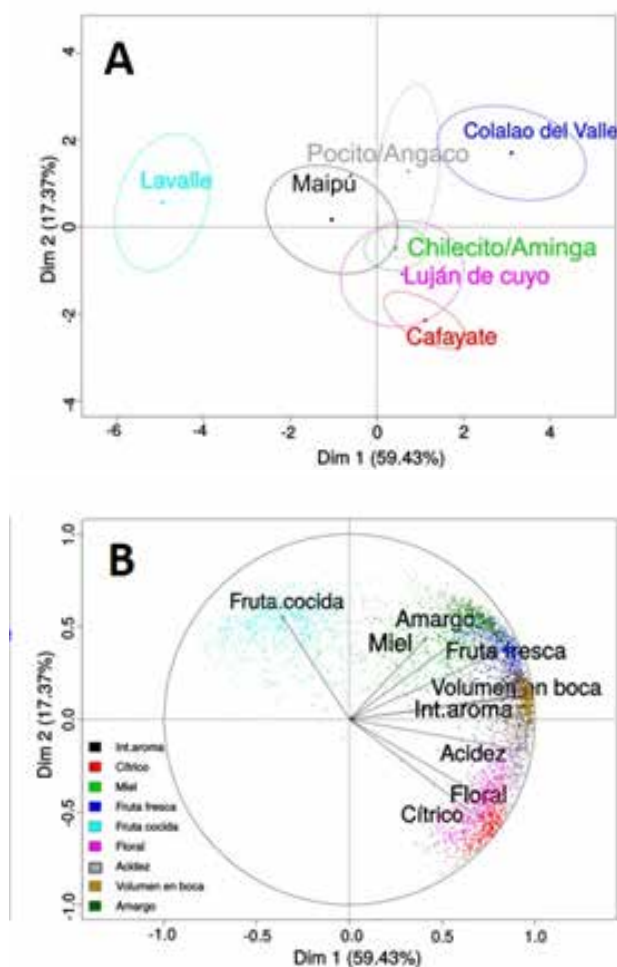 A
Dim 2 (17.37%)
4
2
0
-2
-4
Colalao del Valle
Pocito/Angaco
Lavalle
Maipú
Chilecito/Aminga
Luján de cuyo
Cafayate
-6
-4
-2
0
2
4
Dim 1 (59.43%)
B
Dim 2 (17.37%)
1.0
0.5
0.0
-0.5
-1.0
Fruta.cocida
Amargo
Miel
Fruta fresca
Volumen en boca
Int.aroma
Acidez
Floral
Cítrico
Int.aroma
Cítrico
Miel
Fruta fresca
Fruta cocida
Floral
Acidez
Volumen en boca
Amargo
-1.0
-0.5
0.0
0.5
1.0
Dim 1 (59.43%)